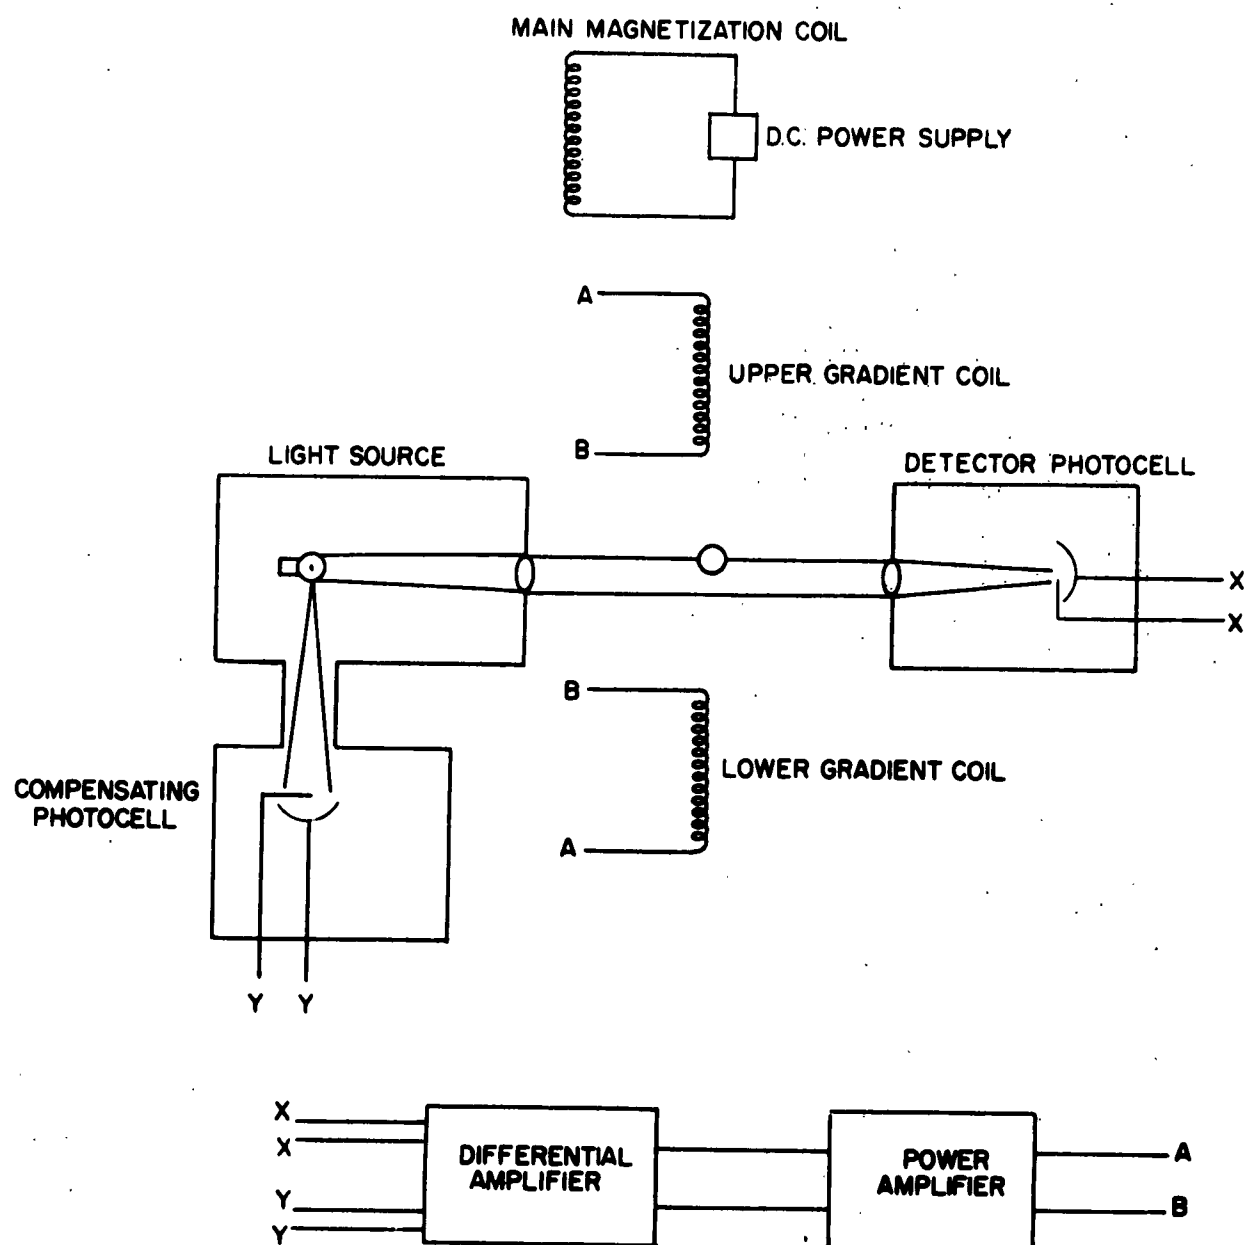 MAIN MAGNETIZATION COIL
D.C. POWER SUPPLY
A
UPPER GRADIENT COIL
B
LIGHT SOURCE
DETECTOR PHOTOCELL
X
X
B
LOWER GRADIENT COIL
COMPENSATING
PHOTOCELL
A
Y Y
X
X
Y
Y
DIFFERENTIAL
AMPLIFIER
POWER
AMPLIFIER
A
B